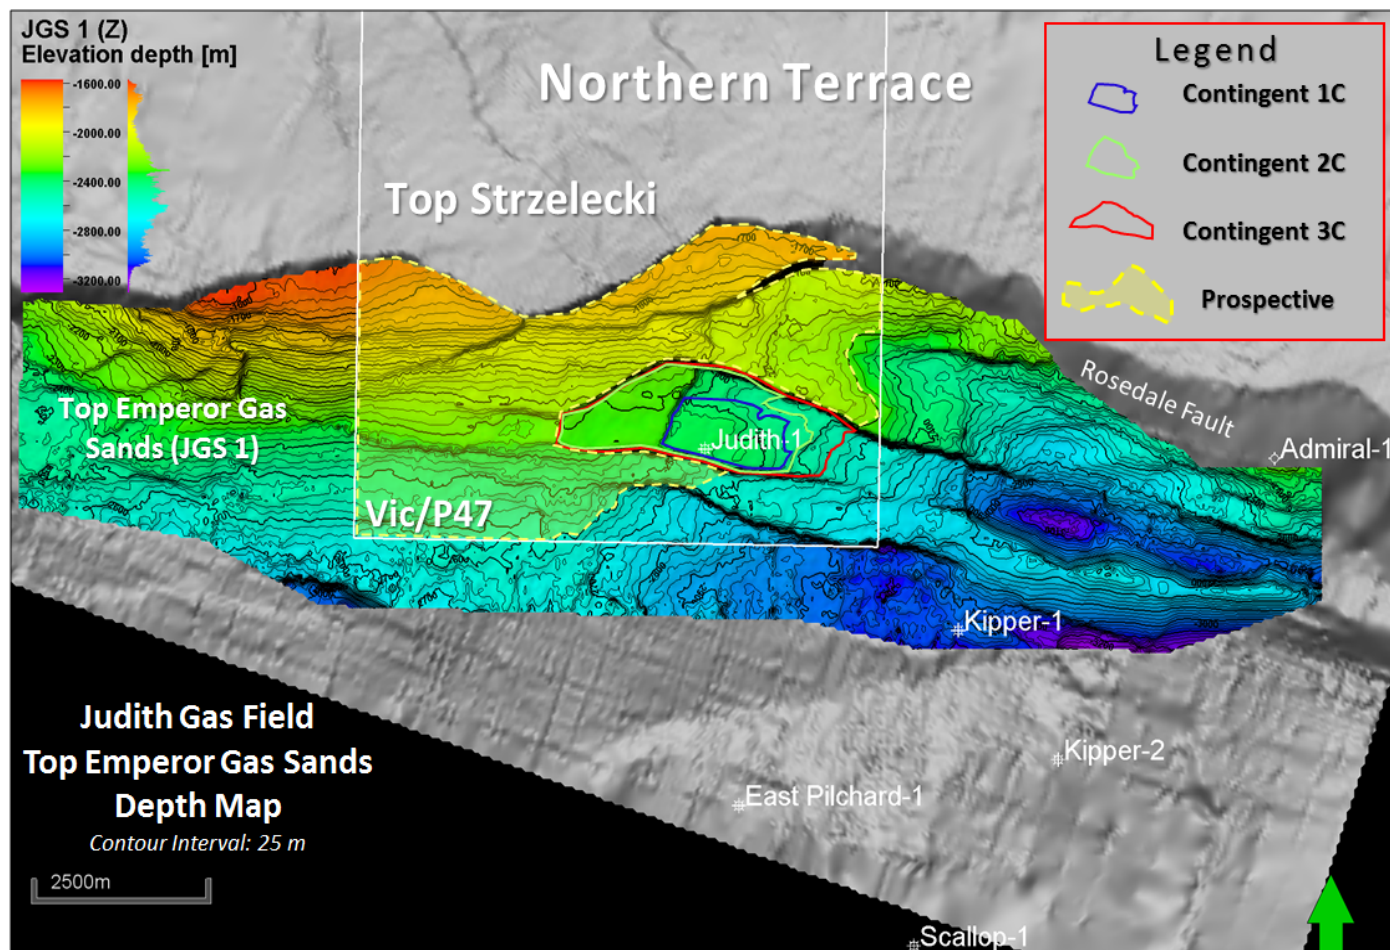 JGS 1 (Z)
Elevation depth [m]
-1600.00
-2000.00
-2400.00
-2800.00
-3200.00
Northern Terrace
Top Strzelecki
Legend
Contingent 1C
Contingent 2C
Contingent 3C
Prospective
Rosedale Fault
Admiral-1
Top Emperor Gas
Sands (JGS 1)
Judith-1
Vic/P47
Kipper-1
Kipper-2
East Pilchard-1
Scallop-1
Judith Gas Field
Top Emperor Gas Sands
Depth Map
Contour Interval: 25 m
2500m